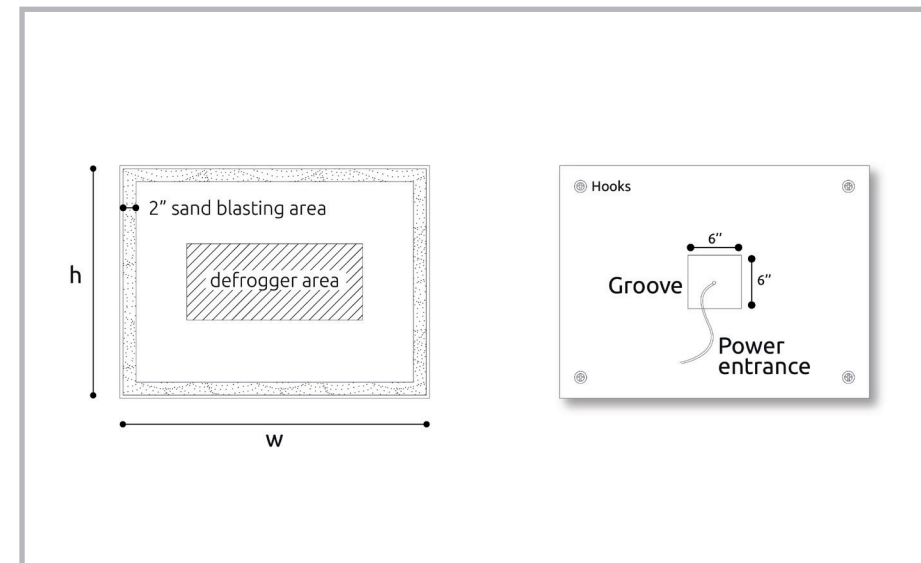 2” sand blasting area
defrogger area
h
w
Hooks
6’’
Groove
6’’
Power
entrance